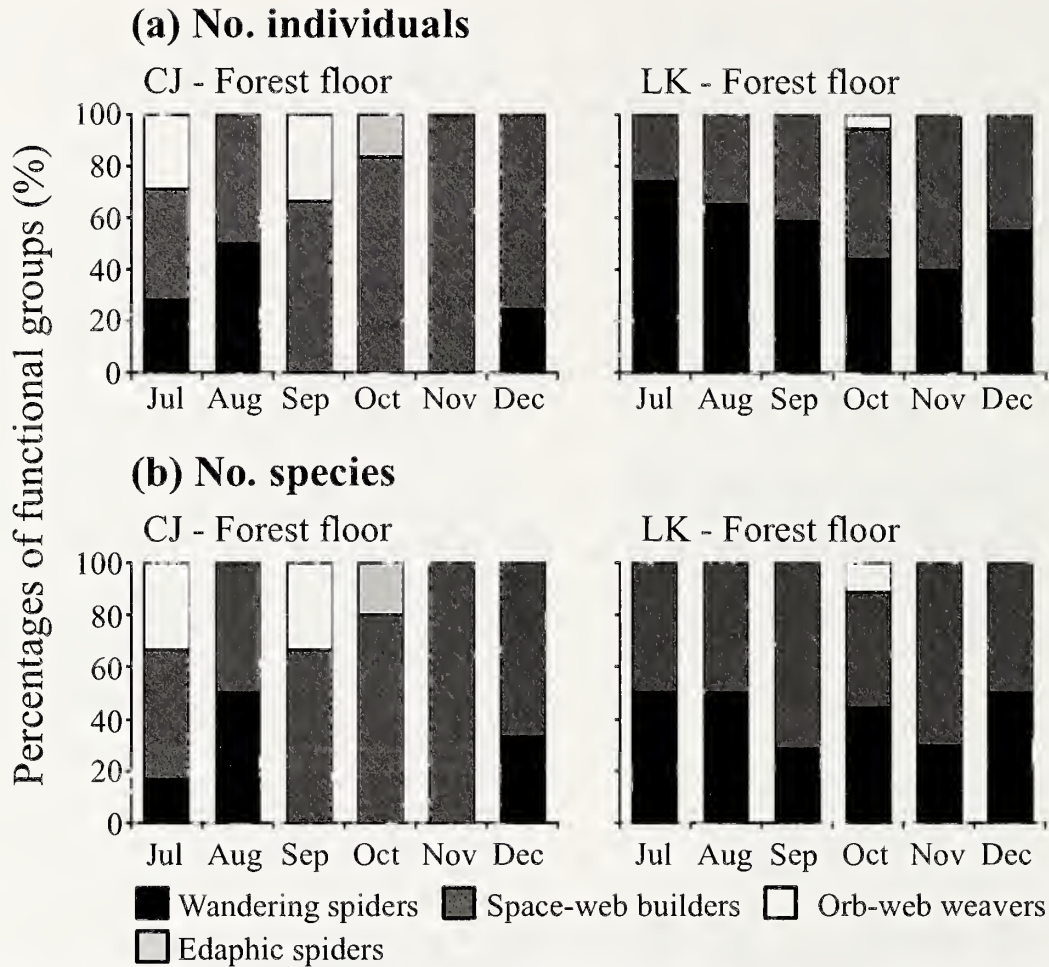 (a) No. individuals
CJ - Forest floor
LK - Forest floor
100
80
60
40
20
0
Jul Aug Sep Oct Nov Dec
Jul Aug Sep Oct Nov Dec
Percentages of functional groups (%)
(b) No. species
CJ - Forest floor
LK - Forest floor
100
80
60
40
20
0
Jul Aug Sep Oct Nov Dec
Jul Aug Sep Oct Nov Dec
Wandering spiders Space-web builders Orb-web weavers
Edaphic spiders